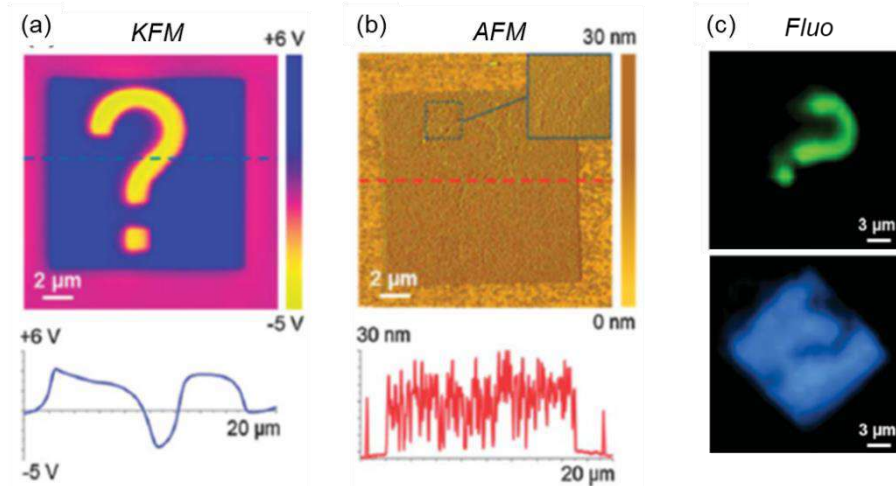 (a) KFM +6 V
2 µm
-5 V
+6 V
20 µm
-5 V
(b) AFM 30 nm
2 µm
0 nm
30 nm
20 µm
(c) Fluo
3 µm
3 µm